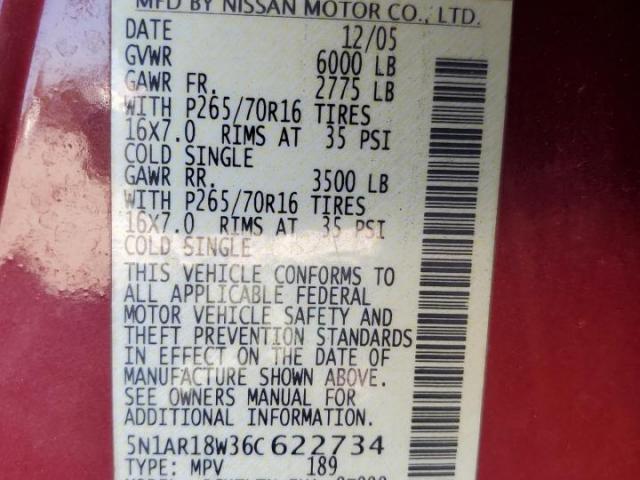 MFD BY NISSAN MOTOR CO., LTD.
DATE 12/05
GVWR 6000 LB
GAWR FR. 2775 LB
WITH P265/70R16 TIRES
16X7.0 RIMS AT 35 PSI
COLD SINGLE
GAWR RR. 3500 LB
WITH P265/70R16 TIRES
16X7.0 RIMS AT 35 PSI
COLD SINGLE
THIS VEHICLE CONFORMS TO
ALL APPLICABLE FEDERAL
MOTOR VEHICLE SAFETY AND
THEFT PREVENTION STANDARDS
IN EFFECT ON THE DATE OF
MANUFACTURE SHOWN ABOVE.
SEE OWNERS MANUAL FOR
ADDITIONAL INFORMATION.
5N1AR18W36C622734
TYPE: MPV 189